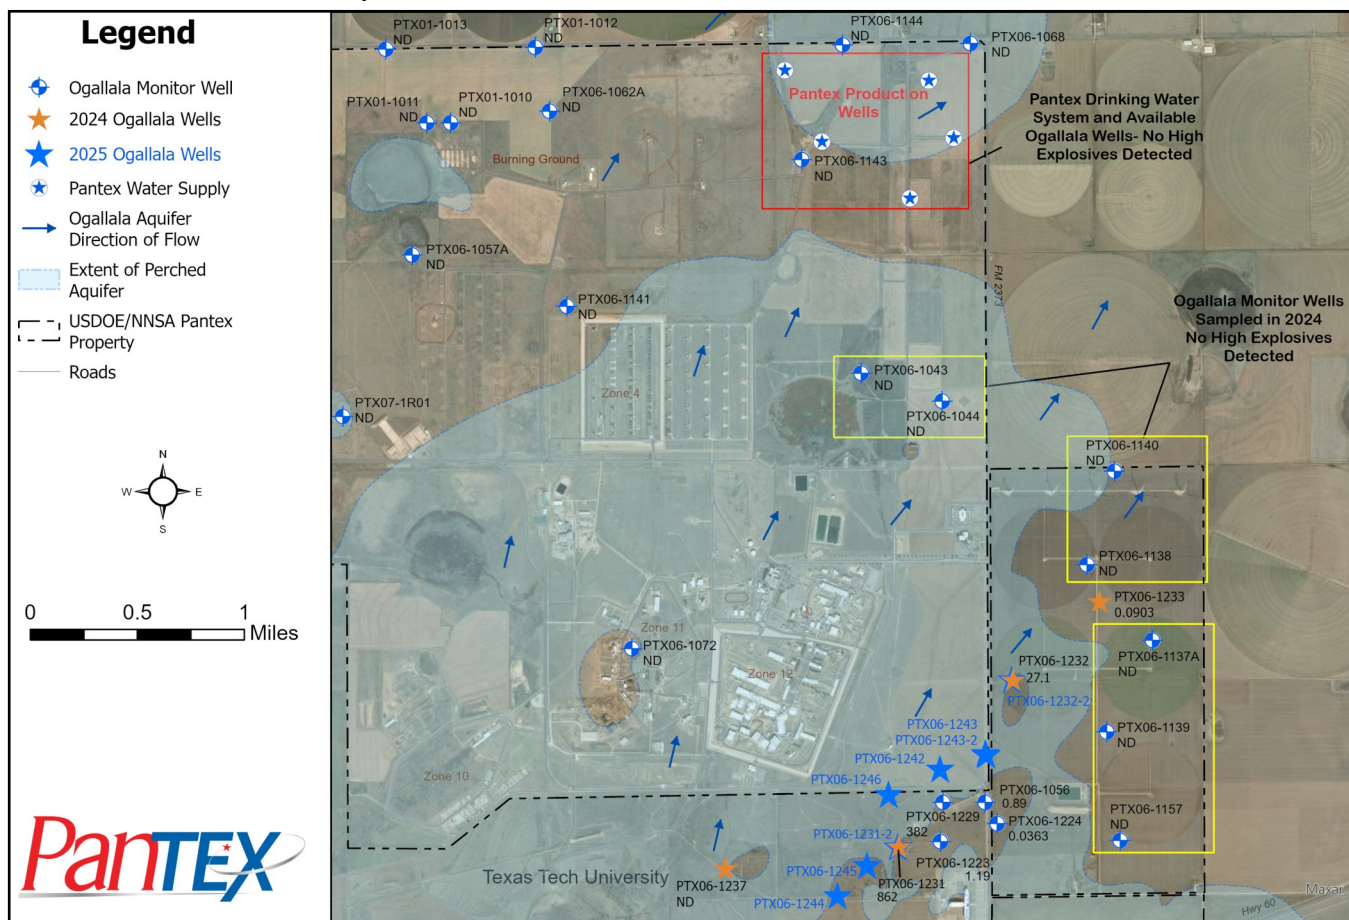 Legend
Ogallala Monitor Well
2024 Ogallala Wells
2025 Ogallala Wells
Pantex Water Supply
Ogallala Aquifer
Direction of Flow
Extent of Perched
Aquifer
USDOE/NNSA Pantex
Property
Roads
N
W
E
S
0
0.5
1
Miles
PANTEX
PTX01-1013
ND
PTX01-1012
ND
PTX06-1144
ND
PTX06-1068
ND
PTX01-1011
ND
PTX01-1010
ND
PTX06-1062A
ND
Burning Ground
Pantex Production
Wells
PTX06-1143
ND
Pantex Drinking Water
System and Available
Ogallala Wells- No High
Explosives Detected
PTX06-1057A
ND
PTX06-1141
ND
FM 2373
Ogallala Monitor Wells
Sampled in 2024
No High Explosives
Detected
Zone 4
PTX06-1043
ND
PTX06-1044
ND
PTX07-1R01
ND
PTX06-1140
ND
PTX06-1138
ND
PTX06-1233
0.0903
Zone 11
PTX06-1072
ND
Zone 12
PTX06-1137A
ND
PTX06-1232
27.1
PTX06-1232-2
PTX06-1243
PTX06-1243-2
PTX06-1139
ND
PTX06-1242
Zone 10
PTX06-1246
PTX06-1056
0.89
PTX06-1229
382
PTX06-1224
0.0363
PTX06-1157
ND
PTX06-1231-2
PTX06-1223
1.19
PTX06-1245
PTX06-1231
862
PTX06-1237
ND
Texas Tech University
PTX06-1244
Maxar
Hwy 60